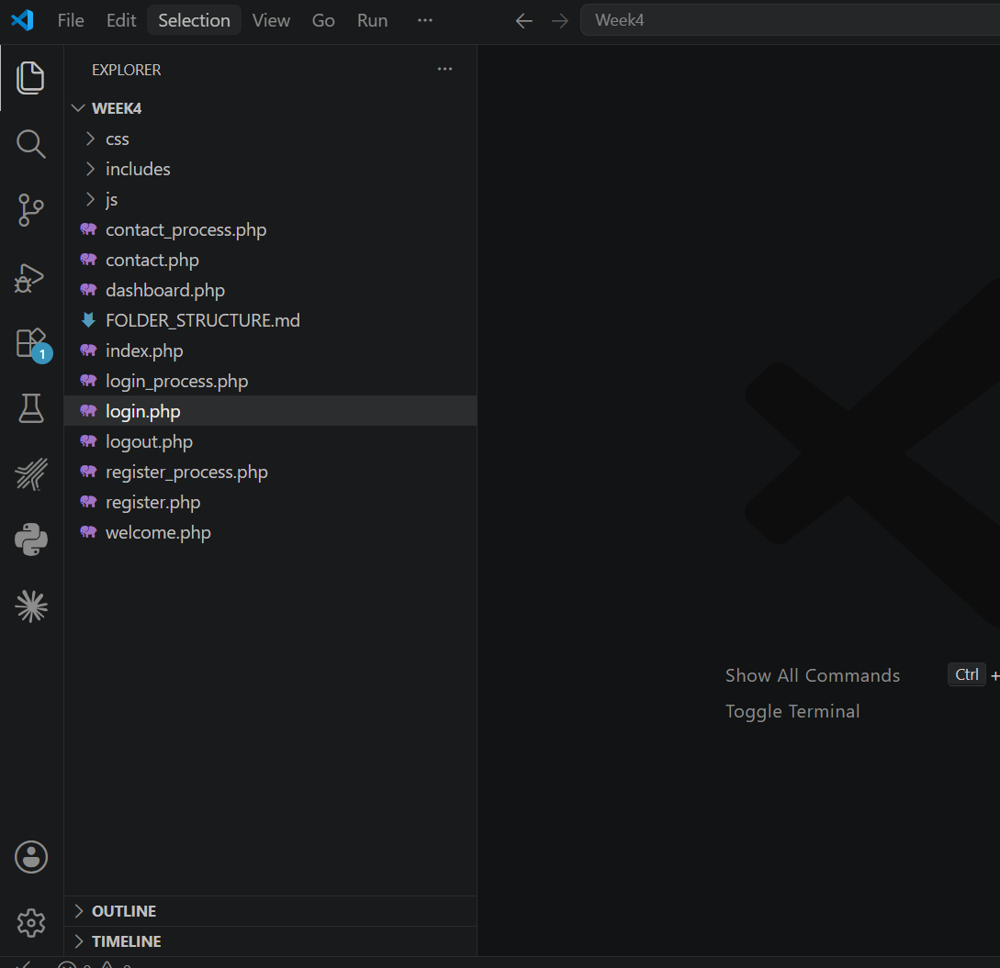 File Edit Selection View Go Run ··· Week4
EXPLORER ···
WEEK4
css
includes
js
contact_process.php
contact.php
dashboard.php
FOLDER_STRUCTURE.md
1
index.php
login_process.php
login.php
logout.php
register_process.php
register.php
welcome.php
Show All Commands Ctrl +
Toggle Terminal
OUTLINE
TIMELINE